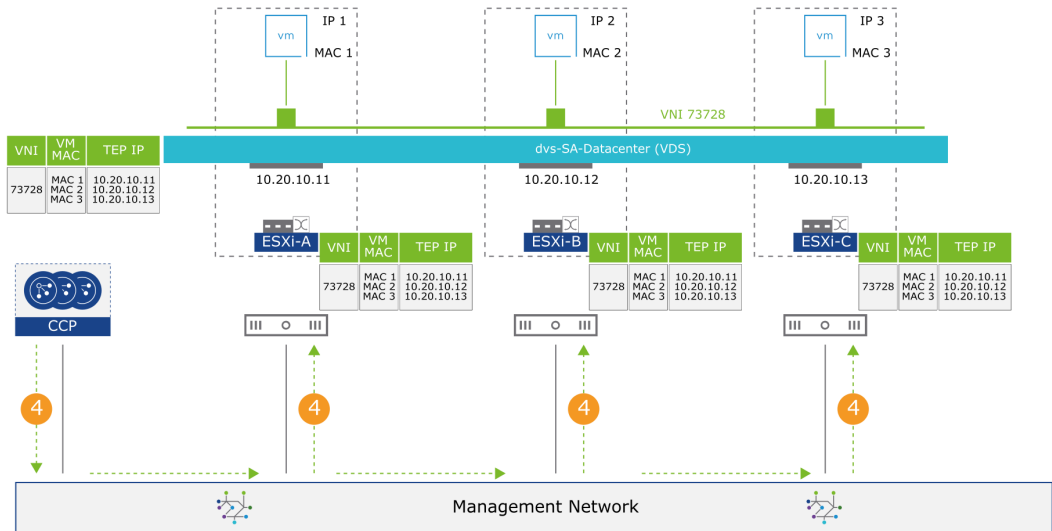 IP 1
vm
MAC 1
IP 2
vm
MAC 2
IP 3
vm
MAC 3
VNI 73728
dvs-SA-Datacenter (VDS)
VNI
VM MAC
TEP IP
73728
MAC 1
MAC 2
MAC 3
10.20.10.11
10.20.10.12
10.20.10.13
10.20.10.11
10.20.10.12
10.20.10.13
ESXi-A
VNI
VM
MAC
TEP IP
73728
MAC 1
MAC 2
MAC 3
10.20.10.11
10.20.10.12
10.20.10.13
ESXi-B
VNI
VM
MAC
TEP IP
73728
MAC 1
MAC 2
MAC 3
10.20.10.11
10.20.10.12
10.20.10.13
ESXi-C
VNI
VM
MAC
TEP IP
73728
MAC 1
MAC 2
MAC 3
10.20.10.11
10.20.10.12
10.20.10.13
CCP
4
4
4
4
Management Network